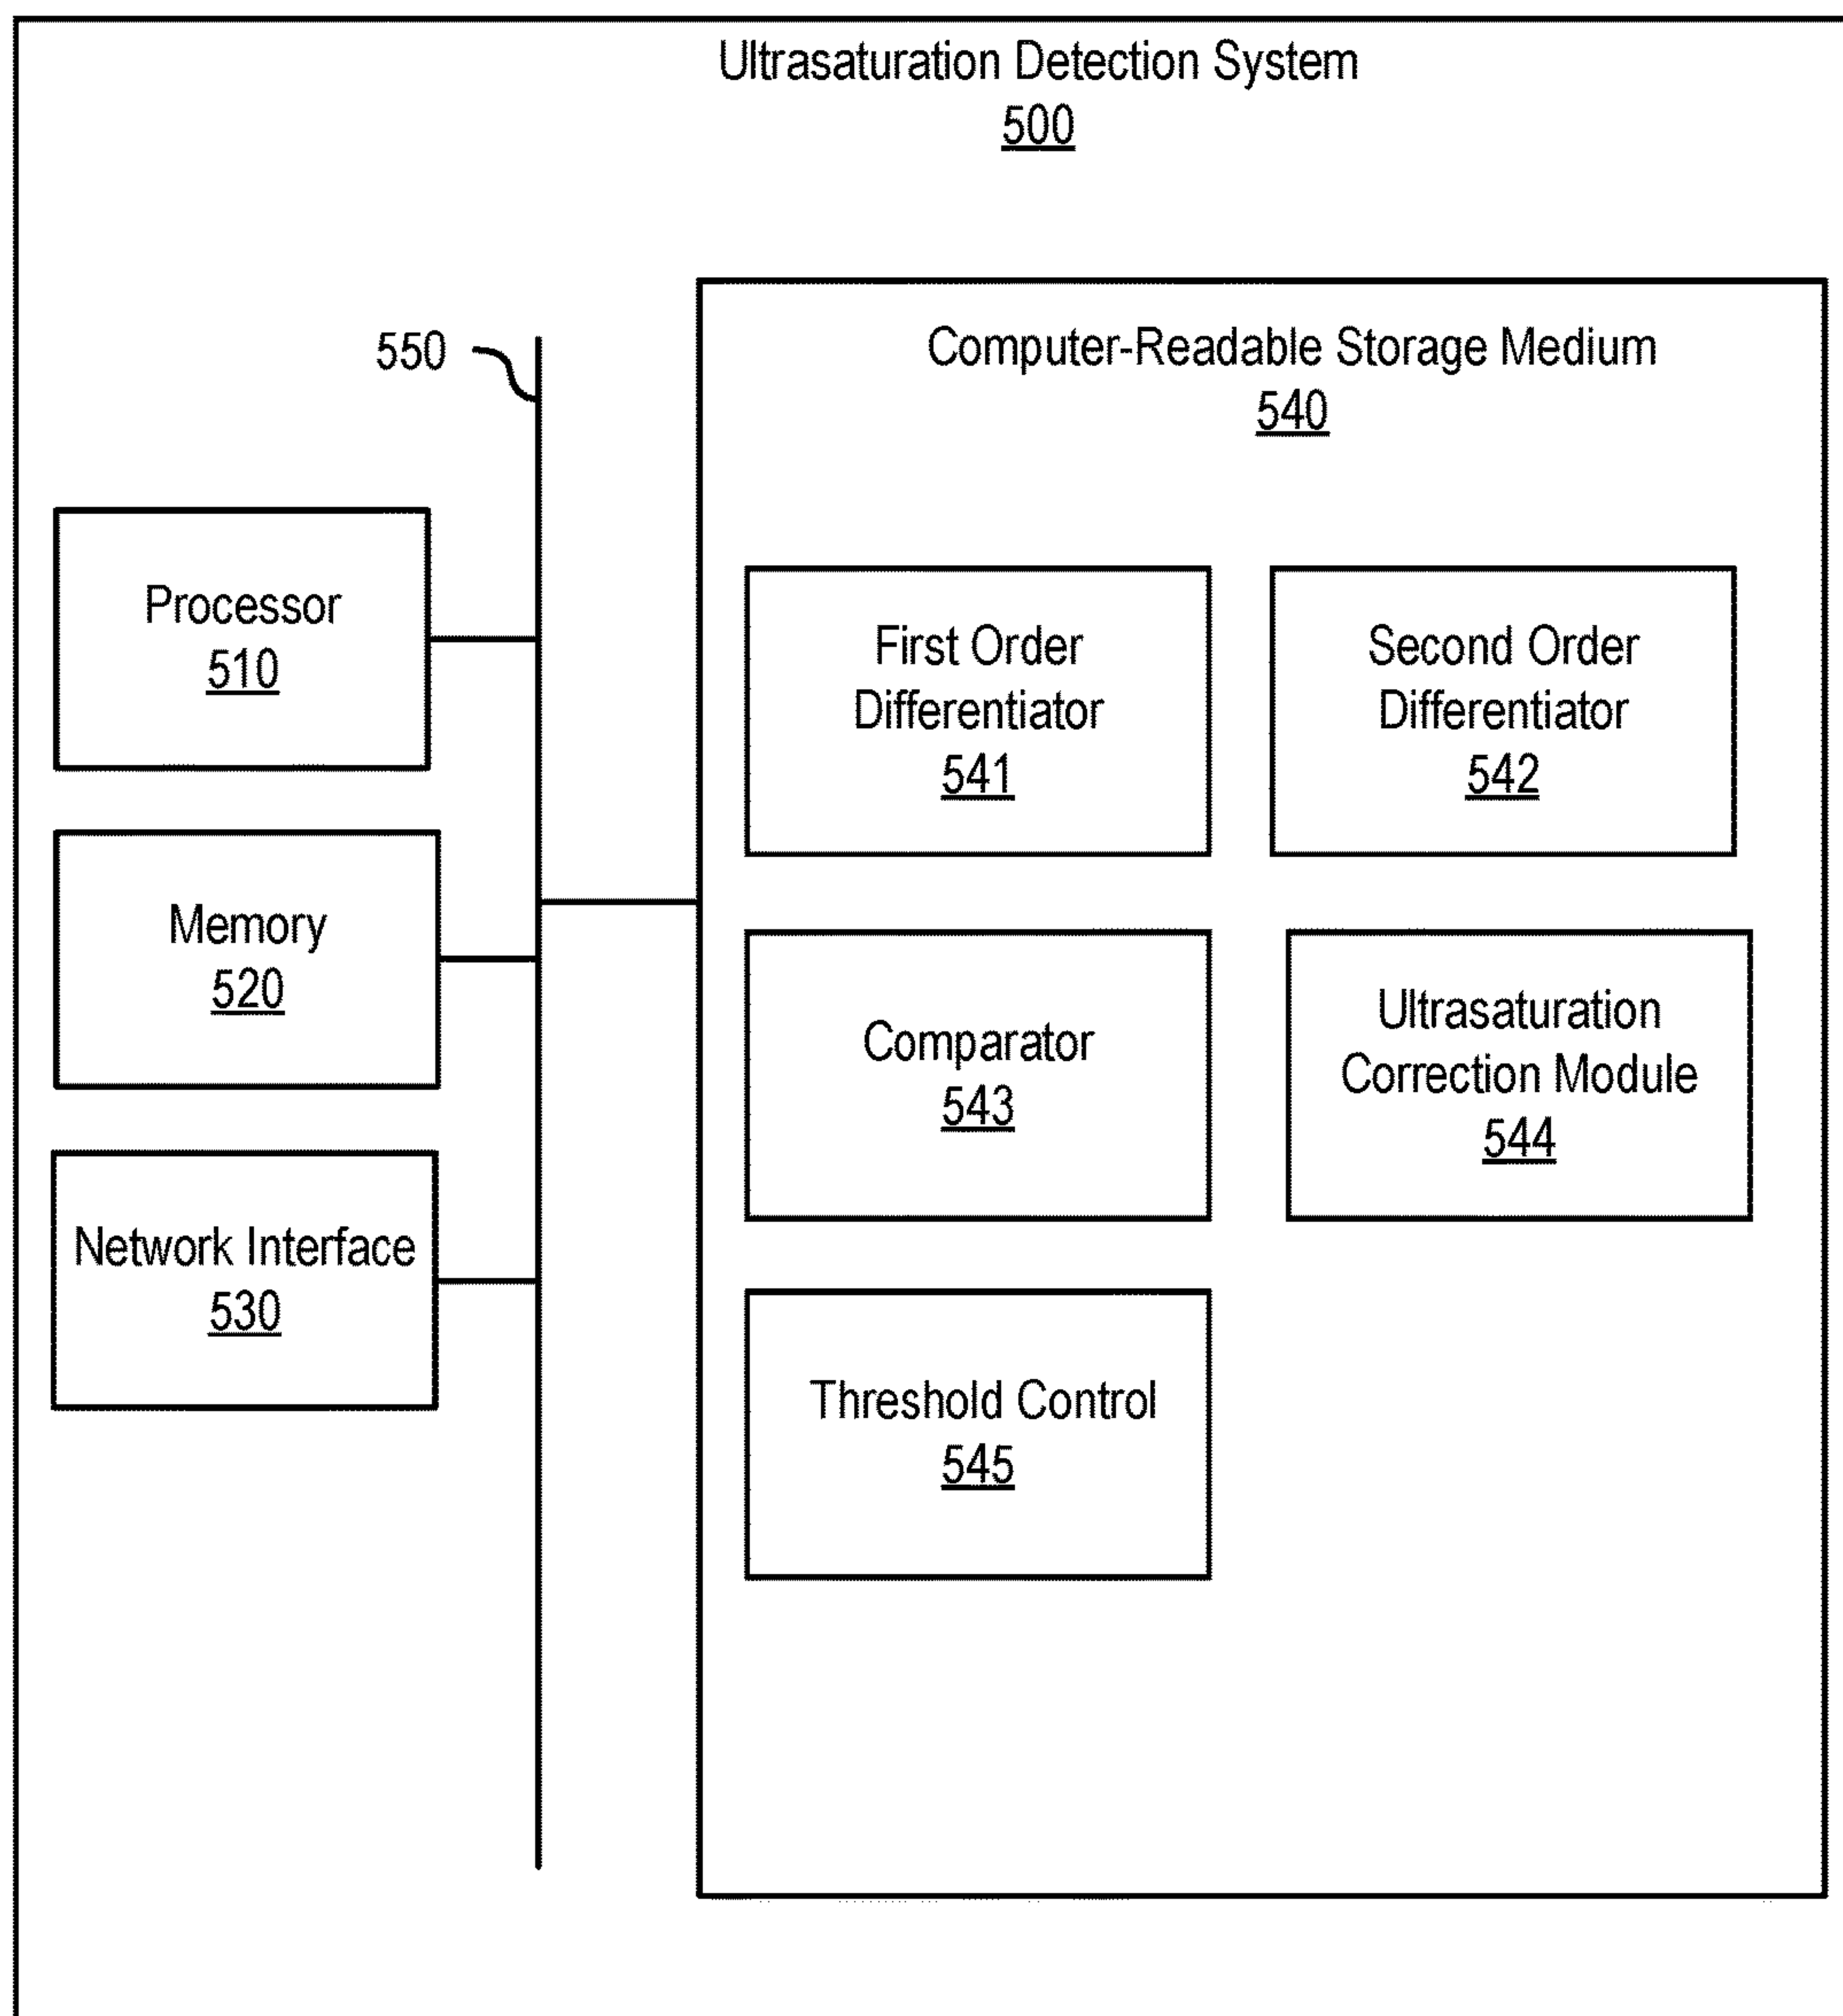 Ultrasaturation Detection System
500
550
Computer-Readable Storage Medium
540
Processor
510
Memory
520
Network Interface
530
First Order
Differentiator
541
Second Order
Differentiator
542
Comparator
543
Ultrasaturation
Correction Module
544
Threshold Control
545